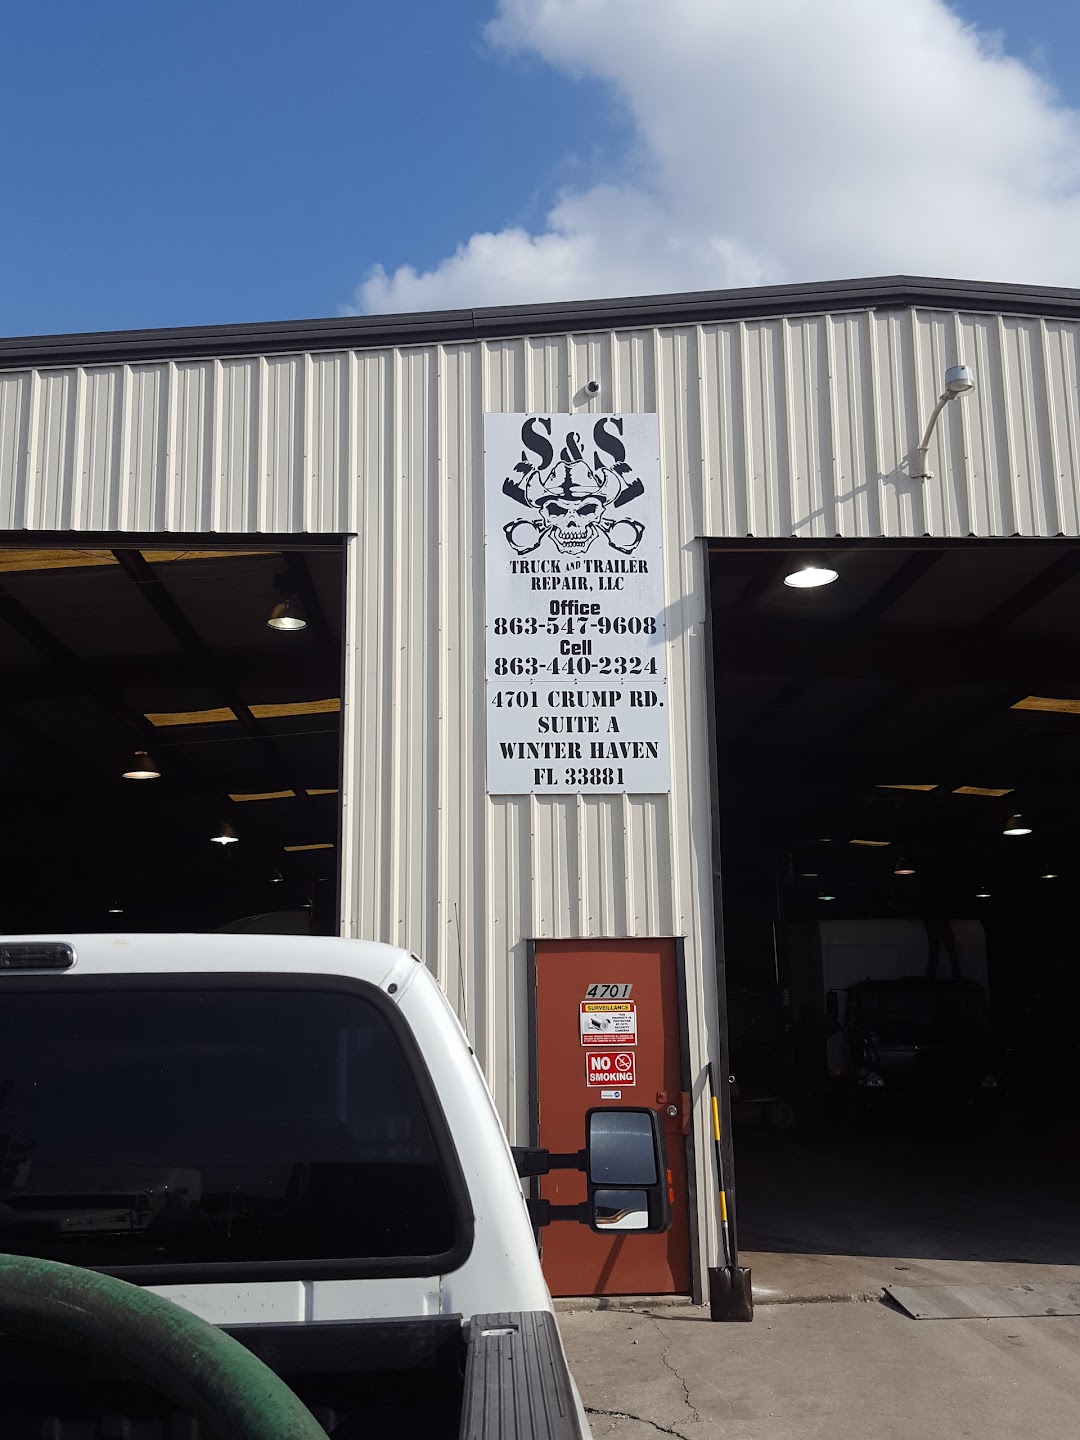 S & S
TRUCK AND TRAILER
REPAIR, LLC
Office
863-547-9608
Cell
863-440-2324
4701 CRUMP RD.
SUITE A
WINTER HAVEN
FL 33881
4701
SURVEILLANCE
NO
SMOKING